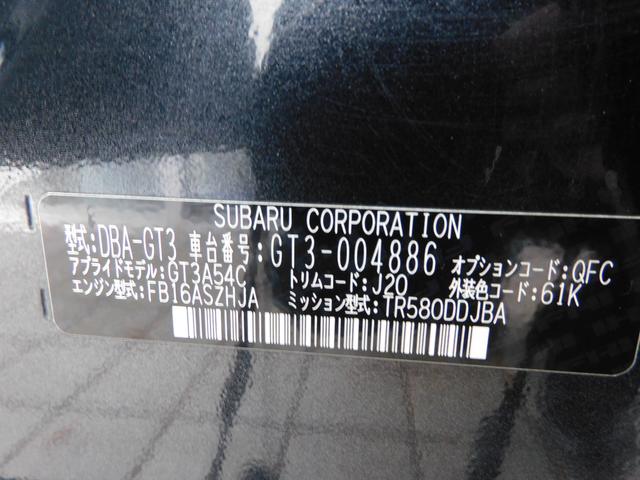 SUBARU CORPORATION
型式:DBA-GT3 車台番号:GT3-004886 オプションコード:QFC
アプライドモデル:GT3A54C トリムコード:J20 外装色コード:61K
エンジン型式:FB16ASZHJA ミッション型式:TR580DDJBA